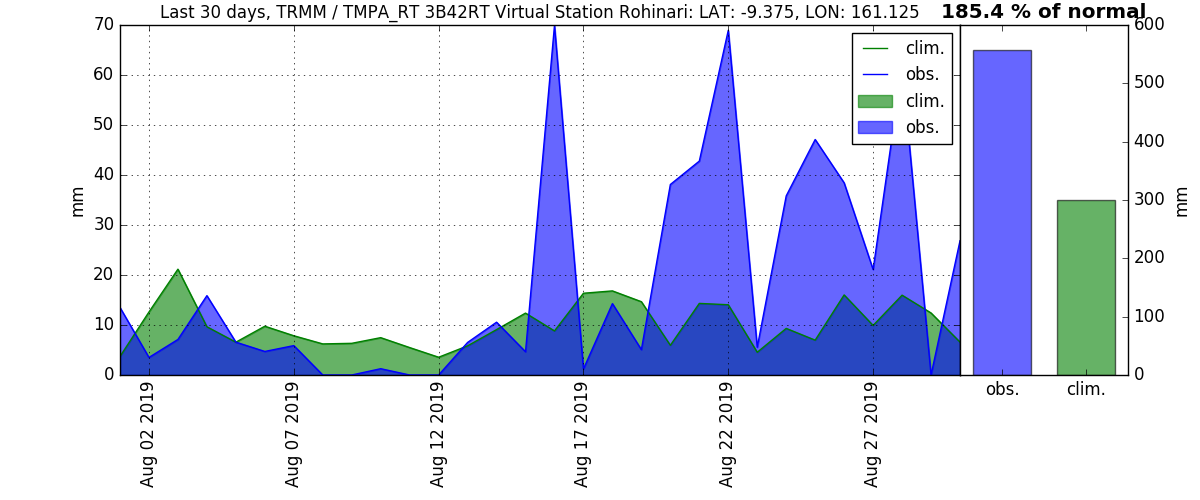 Last 30 days, TRMM / TMPA_RT 3B42RT Virtual Station Rohinari: LAT: -9.375, LON: 161.125
185.4 % of normal
70
60
50
40
30
20
10
0
mm
clim.
obs.
clim.
obs.
Aug 02 2019
Aug 07 2019
Aug 12 2019
Aug 17 2019
Aug 22 2019
Aug 27 2019
600
500
400
300
200
100
0
mm
obs.
clim.